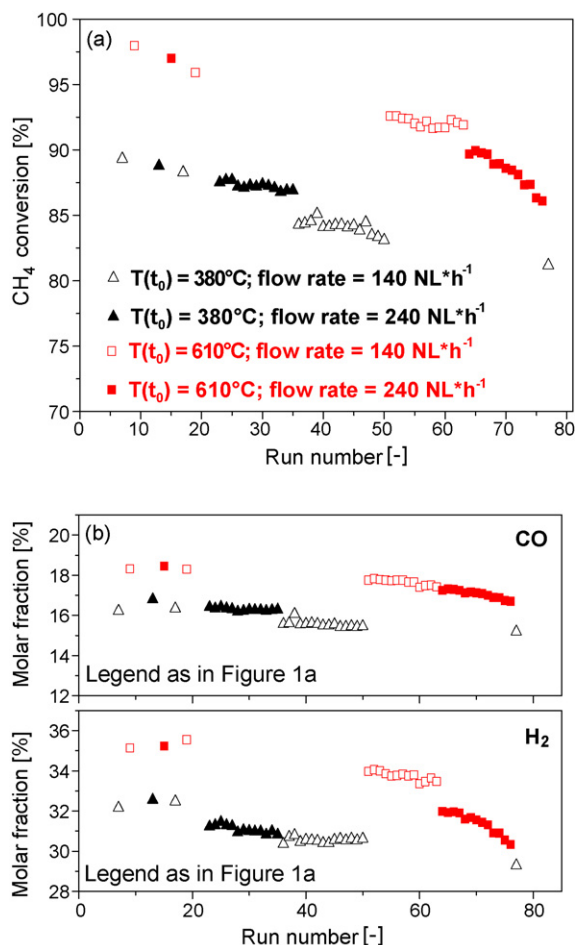 (a)
100
95
90
85
80
75
70
CH₄ conversion [%]
△ T(t₀) = 380°C; flow rate = 140 NL*h⁻¹
▲ T(t₀) = 380°C; flow rate = 240 NL*h⁻¹
□ T(t₀) = 610°C; flow rate = 140 NL*h⁻¹
■ T(t₀) = 610°C; flow rate = 240 NL*h⁻¹
0 10 20 30 40 50 60 70 80
Run number [-]
(b)
CO
20
18
16
14
12
Molar fraction [%]
Legend as in Figure 1a
H₂
36
34
32
30
28
Molar fraction [%]
Legend as in Figure 1a
0 20 40 60 80
Run number [-]